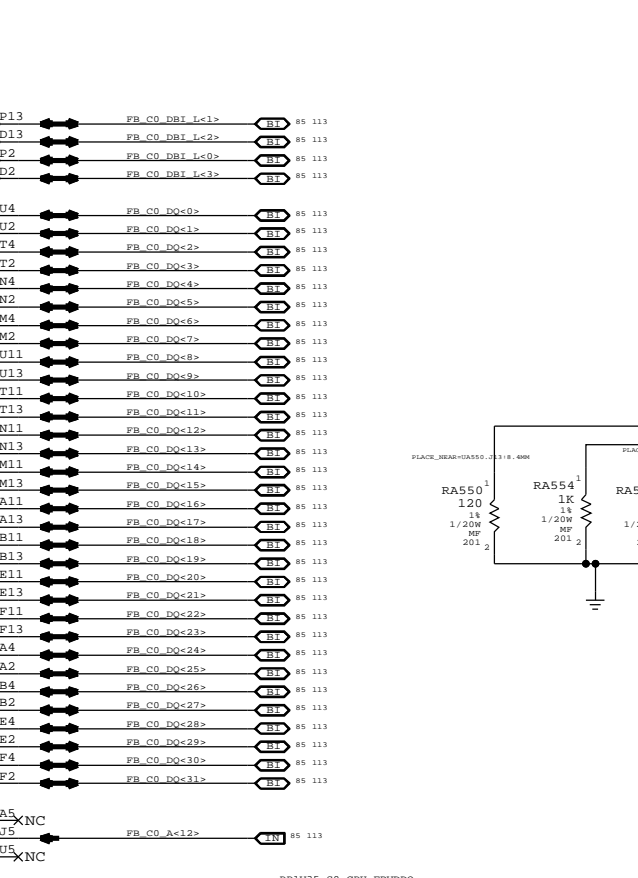 P13 FB_C0_DBI_L<1> BI 85 113
D13 FB_C0_DBI_L<2> BI 85 113
P2 FB_C0_DBI_L<0> BI 85 113
D2 FB_C0_DBI_L<3> BI 85 113
U4 FB_C0_DQ<0> BI 85 113
U2 FB_C0_DQ<1> BI 85 113
T4 FB_C0_DQ<2> BI 85 113
T2 FB_C0_DQ<3> BI 85 113
N4 FB_C0_DQ<4> BI 85 113
N2 FB_C0_DQ<5> BI 85 113
M4 FB_C0_DQ<6> BI 85 113
M2 FB_C0_DQ<7> BI 85 113
U11 FB_C0_DQ<8> BI 85 113
U13 FB_C0_DQ<9> BI 85 113
T11 FB_C0_DQ<10> BI 85 113
T13 FB_C0_DQ<11> BI 85 113
N11 FB_C0_DQ<12> BI 85 113
N13 FB_C0_DQ<13> BI 85 113
M11 FB_C0_DQ<14> BI 85 113
M13 FB_C0_DQ<15> BI 85 113
A11 FB_C0_DQ<16> BI 85 113
A13 FB_C0_DQ<17> BI 85 113
B11 FB_C0_DQ<18> BI 85 113
B13 FB_C0_DQ<19> BI 85 113
E11 FB_C0_DQ<20> BI 85 113
E13 FB_C0_DQ<21> BI 85 113
F11 FB_C0_DQ<22> BI 85 113
F13 FB_C0_DQ<23> BI 85 113
A4 FB_C0_DQ<24> BI 85 113
A2 FB_C0_DQ<25> BI 85 113
B4 FB_C0_DQ<26> BI 85 113
B2 FB_C0_DQ<27> BI 85 113
E4 FB_C0_DQ<28> BI 85 113
E2 FB_C0_DQ<29> BI 85 113
F4 FB_C0_DQ<30> BI 85 113
F2 FB_C0_DQ<31> BI 85 113
A5 NC
J5 FB_C0_A<12> IN 85 113
U5 NC
PLACE_NEAR=UA550.J13:8.4MM
RA550 1
120
1%
1/20W
MF
201 2
RA554 1
1K
1%
1/20W
MF
201 2